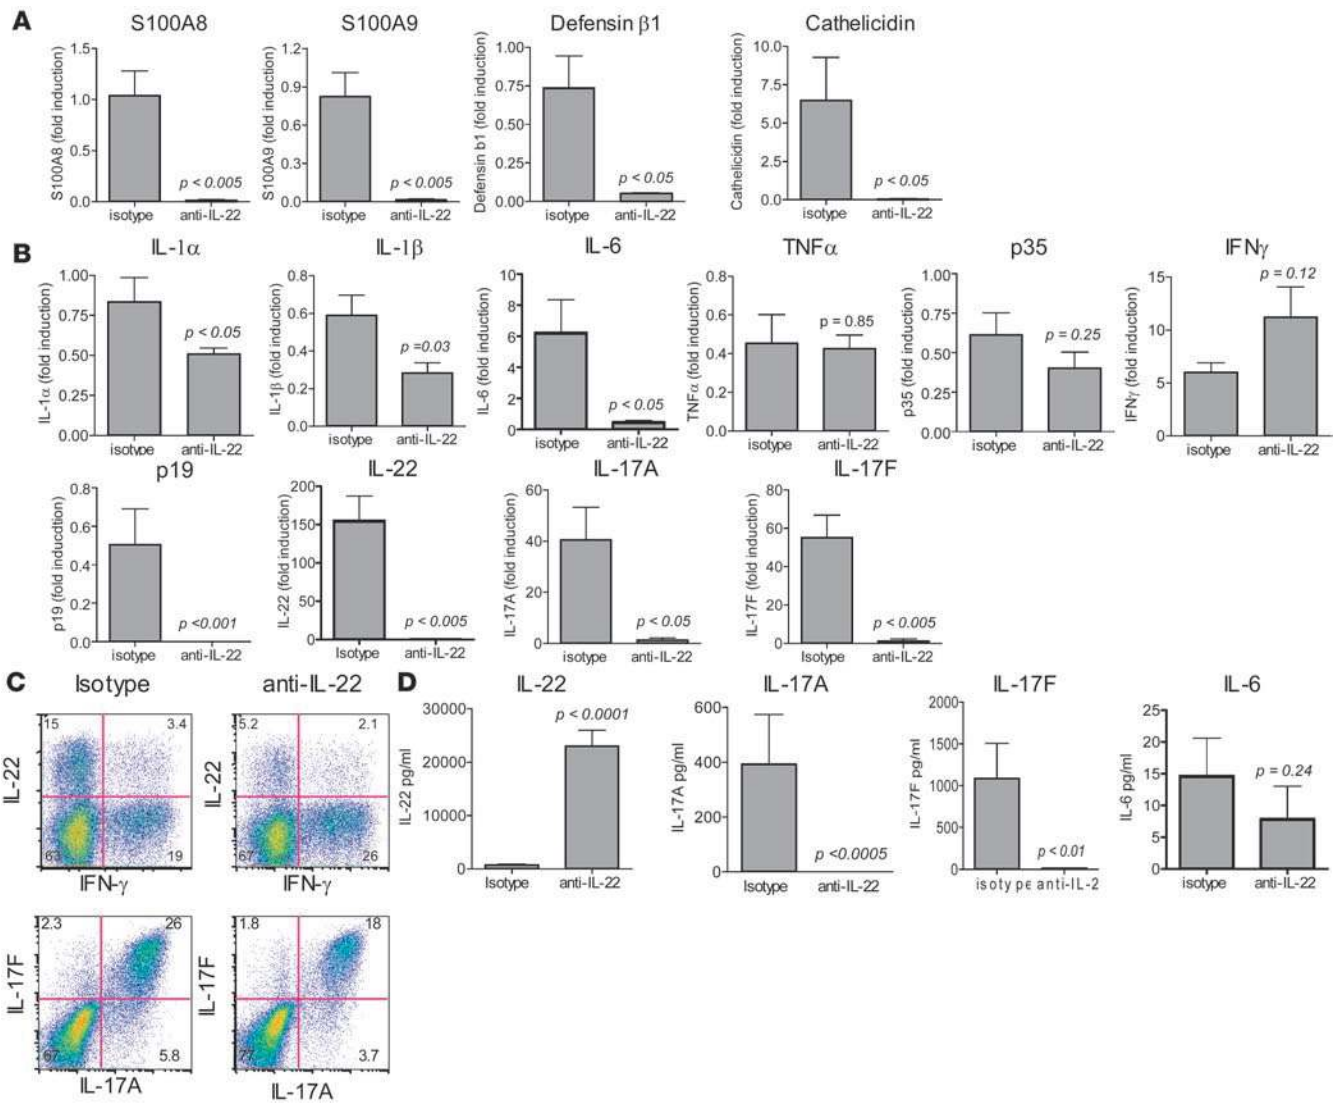 A
S100A8
S100A9
Defensin β1
Cathelicidin
S100A8 (fold induction)
1.5
1.0
0.5
0.0
p < 0.005
isotype anti-IL-22
S100A9 (fold induction)
1.2
0.9
0.6
0.3
0.0
p < 0.005
isotype anti-IL-22
Defensin b1 (fold induction)
1.00
0.75
0.50
0.25
0.00
p < 0.05
isotype anti-IL-22
Cathelicidin (fold induction)
10.0
7.5
5.0
2.5
0.0
p < 0.05
isotype anti-IL-22
B
IL-1α
IL-1β
IL-6
TNFα
p35
IFNγ
IL-1α (fold induction)
1.00
0.75
0.50
0.25
0.00
p < 0.05
isotype anti-IL-22
IL-1β (fold induction)
0.8
0.6
0.4
0.2
0.0
p =0.03
isotype anti-IL-22
IL-6 (fold induction)
10
8
6
4
2
0
p < 0.05
isotype anti-IL-22
TNFα (fold induction)
0.8
0.6
0.4
0.2
0.0
p = 0.85
isotype anti-IL-22
p35 (fold induction)
1.00
0.75
0.50
0.25
0.00
p = 0.25
isotype anti-IL-22
IFNγ (fold induction)
15
10
5
0
p = 0.12
isotype anti-IL-22
p19
IL-22
IL-17A
IL-17F
p19 (fold inducdtion)
0.8
0.6
0.4
0.2
0.0
p <0.001
isotype anti-IL-22
IL-22 (fold induction)
200
150
100
50
0
p < 0.005
Isotype anti-IL-22
IL-17A (fold induction)
60
40
20
0
p < 0.05
isotype anti-IL-22
IL-17F (fold induction)
80
60
40
20
0
p < 0.005
isotype anti-IL-22
C
Isotype
anti-IL-22
IL-22
15
3.4
63
19
IFN-γ
IL-22
5.2
2.1
67
26
IFN-γ
IL-17F
2.3
26
67
5.8
IL-17A
IL-17F
1.8
18
77
3.7
IL-17A
D
IL-22
IL-17A
IL-17F
IL-6
IL-22 pg/ml
30000
20000
10000
0
p < 0.0001
Isotype anti-IL-22
IL-17A pg/ml
600
400
200
0
p <0.0005
Isotype anti-IL-22
IL-17F pg/ml
2000
1500
1000
500
0
p < 0.01
isotype anti-IL-2
IL-6 pg/ml
25
20
15
10
5
0
p = 0.24
isotype anti-IL-22